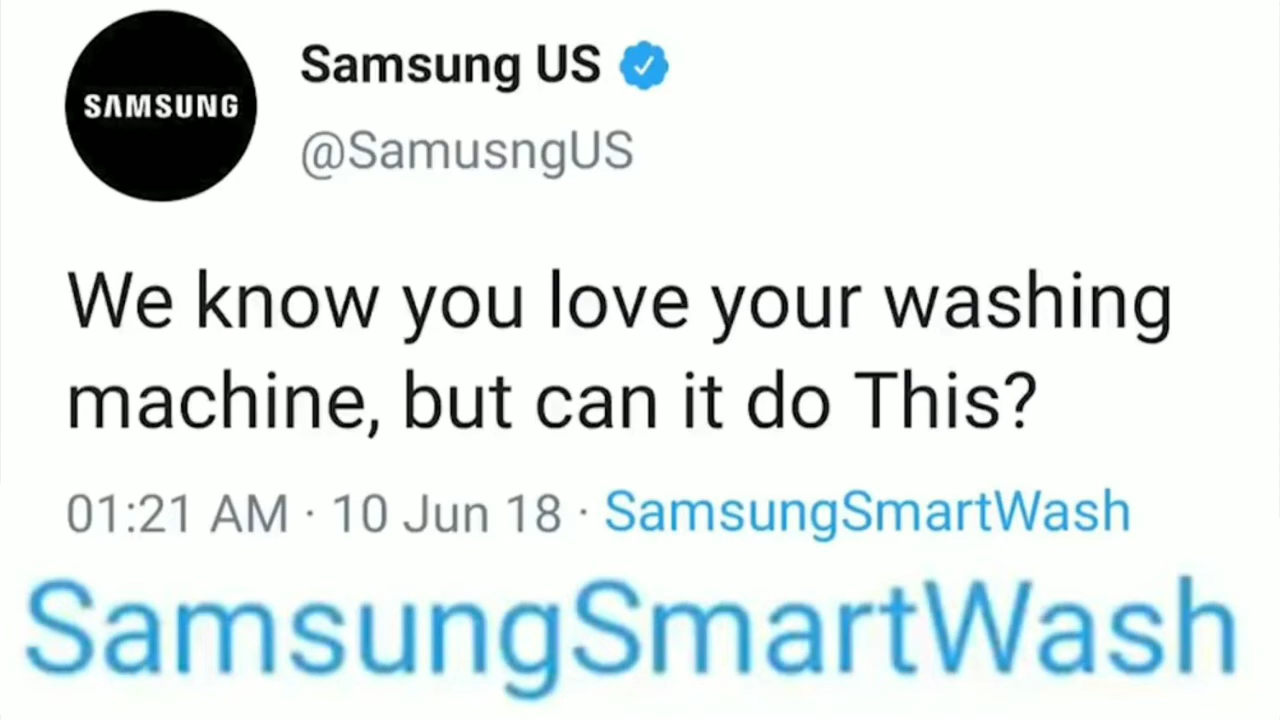 SAMSUNG
Samsung US
@SamusngUS
We know you love your washing
machine, but can it do This?
01:21 AM · 10 Jun 18 · SamsungSmartWash
SamsungSmartWash